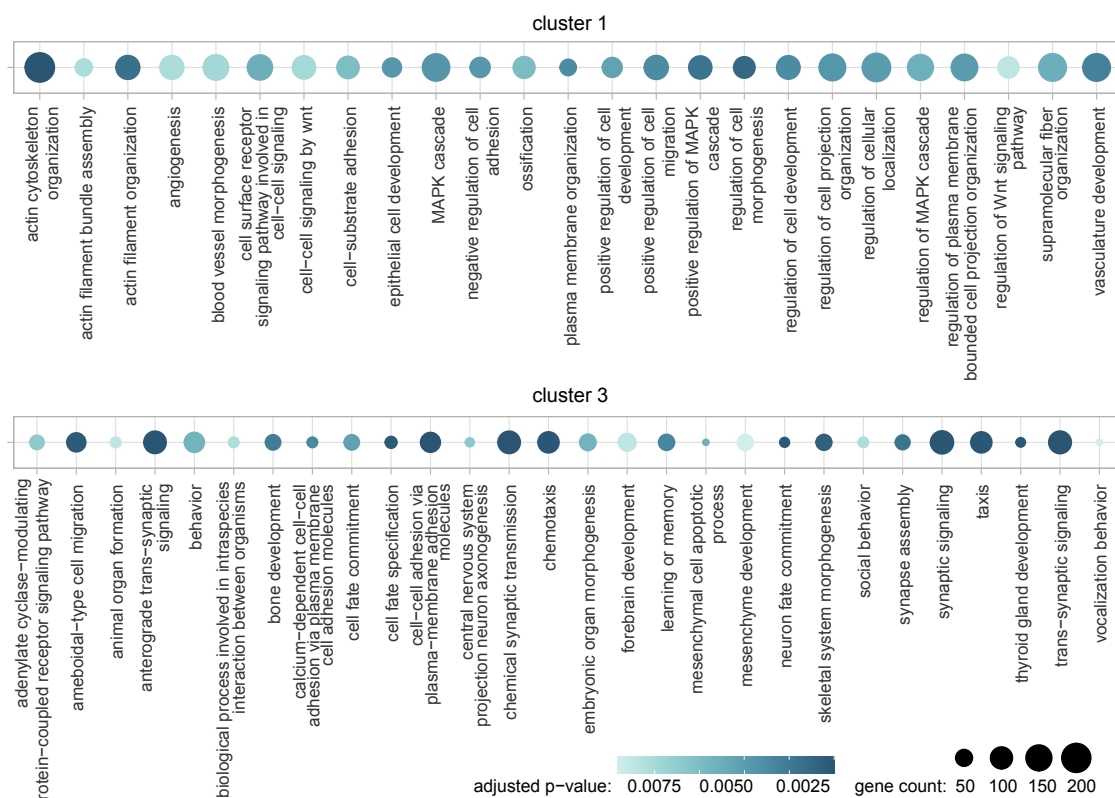 cluster 1
actin cytoskeleton
organization
actin filament bundle assembly
actin filament organization
angiogenesis
blood vessel morphogenesis
cell surface receptor
signaling pathway involved in
cell−cell signaling
cell−cell signaling by wnt
cell−substrate adhesion
epithelial cell development
MAPK cascade
negative regulation of cell
adhesion
ossification
plasma membrane organization
positive regulation of cell
development
positive regulation of cell
migration
positive regulation of MAPK
cascade
regulation of cell
morphogenesis
regulation of cell development
regulation of cell projection
organization
regulation of cellular
localization
regulation of MAPK cascade
regulation of plasma membrane
bounded cell projection organization
regulation of Wnt signaling
pathway
supramolecular fiber
organization
vasculature development
cluster 3
adenylate cyclase−modulating
rotein−coupled receptor signaling pathway
ameboidal−type cell migration
animal organ formation
anterograde trans−synaptic
signaling
behavior
biological process involved in intraspecies
interaction between organisms
bone development
calcium−dependent cell−cell
adhesion via plasma membrane
cell adhesion molecules
cell fate commitment
cell fate specification
cell−cell adhesion via
plasma−membrane adhesion
molecules
central nervous system
projection neuron axonogenesis
chemical synaptic transmission
chemotaxis
embryonic organ morphogenesis
forebrain development
learning or memory
mesenchymal cell apoptotic
process
mesenchyme development
neuron fate commitment
skeletal system morphogenesis
social behavior
synapse assembly
synaptic signaling
taxis
thyroid gland development
trans−synaptic signaling
vocalization behavior
adjusted p−value: 0.0075 0.0050 0.0025
gene count: 50 100 150 200